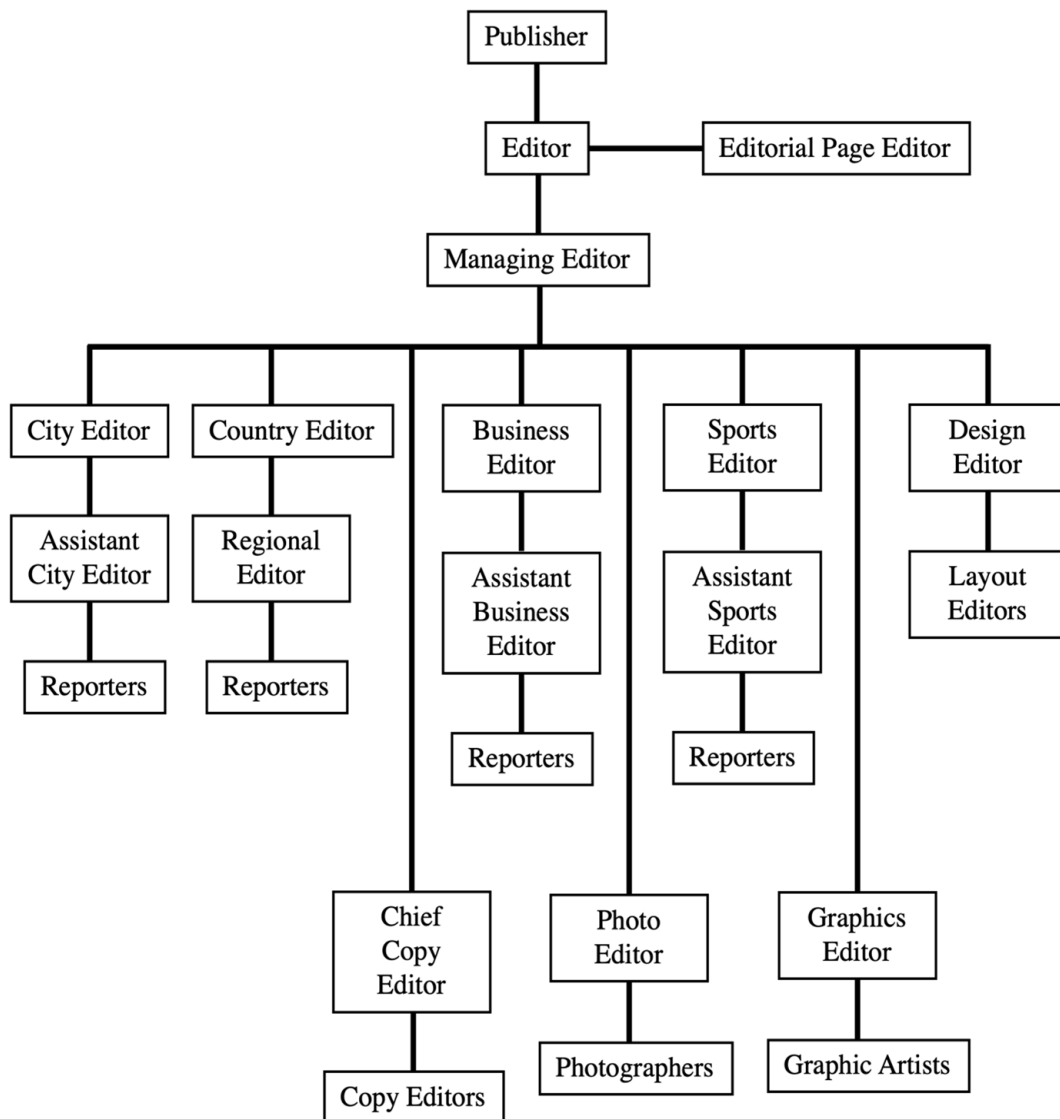 Publisher
Editor
Editorial Page Editor
Managing Editor
City Editor
Country Editor
Business
Editor
Sports
Editor
Design
Editor
Assistant
City Editor
Regional
Editor
Assistant
Business
Editor
Assistant
Sports
Editor
Layout
Editors
Reporters
Reporters
Reporters
Reporters
Chief
Copy
Editor
Photo
Editor
Graphics
Editor
Copy Editors
Photographers
Graphic Artists